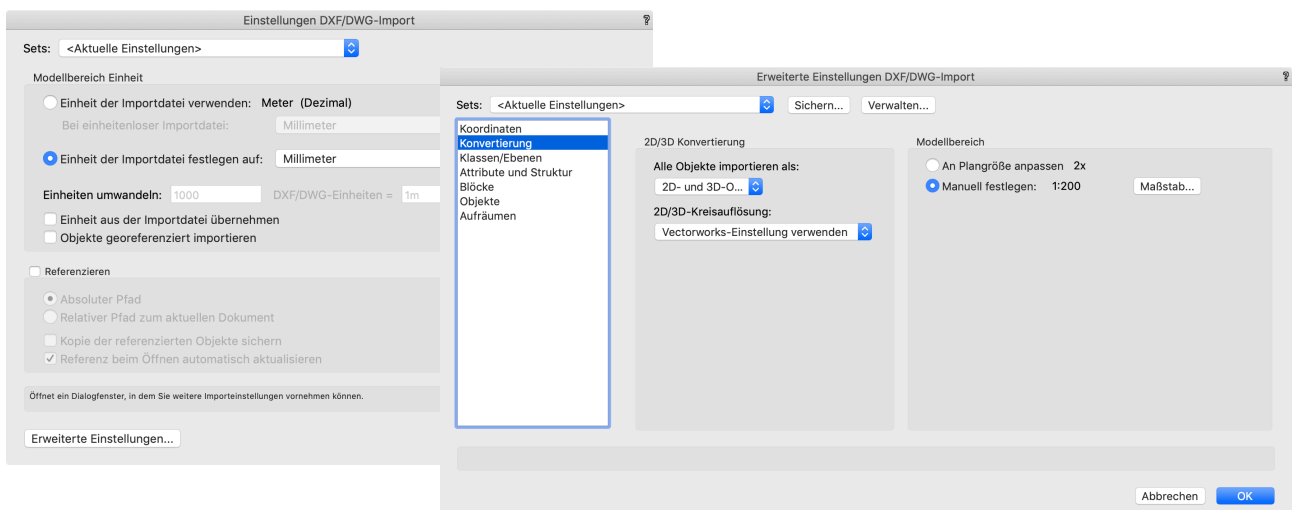 Einstellungen DXF/DWG-Import
?
Sets: <Aktuelle Einstellungen>
Modellbereich Einheit
Einheit der Importdatei verwenden: Meter (Dezimal)
Bei einheitenloser Importdatei: Millimeter
Einheit der Importdatei festlegen auf: Millimeter
Einheiten umwandeln: 1000 DXF/DWG-Einheiten = 1m
Einheit aus der Importdatei übernehmen
Objekte georeferenziert importieren
Referenzieren
Absoluter Pfad
Relativer Pfad zum aktuellen Dokument
Kopie der referenzierten Objekte sichern
Referenz beim Öffnen automatisch aktualisieren
Öffnet ein Dialogfenster, in dem Sie weitere Importeinstellungen vornehmen können.
Erweiterte Einstellungen...
Erweiterte Einstellungen DXF/DWG-Import
?
Sets: <Aktuelle Einstellungen> Sichern... Verwalten...
Koordinaten
Konvertierung
Klassen/Ebenen
Attribute und Struktur
Blöcke
Objekte
Aufräumen
2D/3D Konvertierung
Alle Objekte importieren als:
2D- und 3D-O...
2D/3D-Kreisauflösung:
Vectorworks-Einstellung verwenden
Modellbereich
An Plangröße anpassen 2x
Manuell festlegen: 1:200 Maßstab...
Abbrechen OK